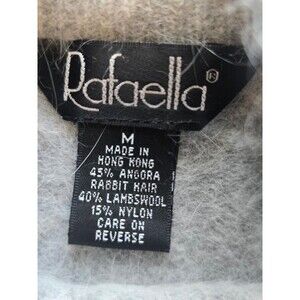 Rafaella®
M
MADE IN
HONG KONG
45% ANGORA
RABBIT HAIR
40% LAMBSWOOL
15% NYLON
CARE ON
REVERSE